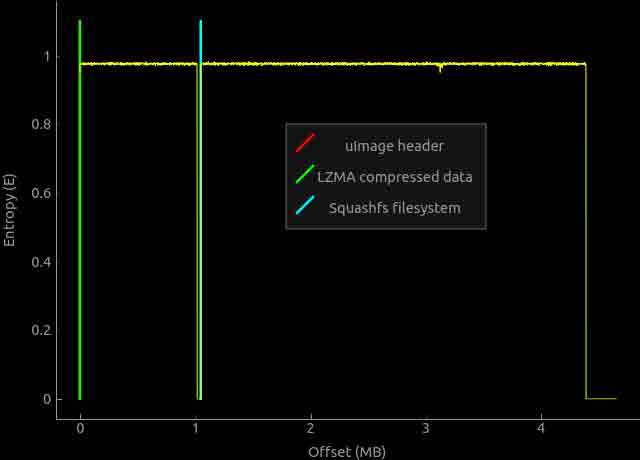 1
0.8
0.6
0.4
0.2
0
Entropy (E)
uImage header
LZMA compressed data
Squashfs filesystem
0 1 2 3 4
Offset (MB)